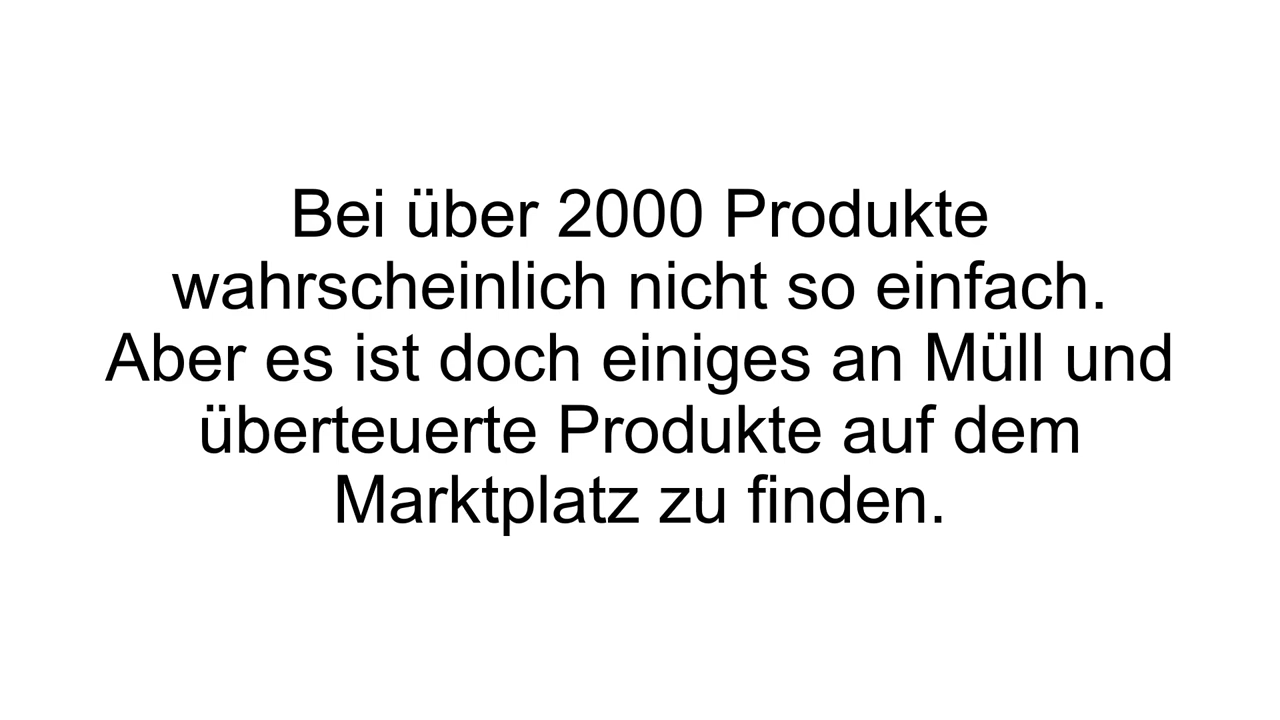 Bei über 2000 Produkte
wahrscheinlich nicht so einfach.
Aber es ist doch einiges an Müll und
überteuerte Produkte auf dem
Marktplatz zu finden.